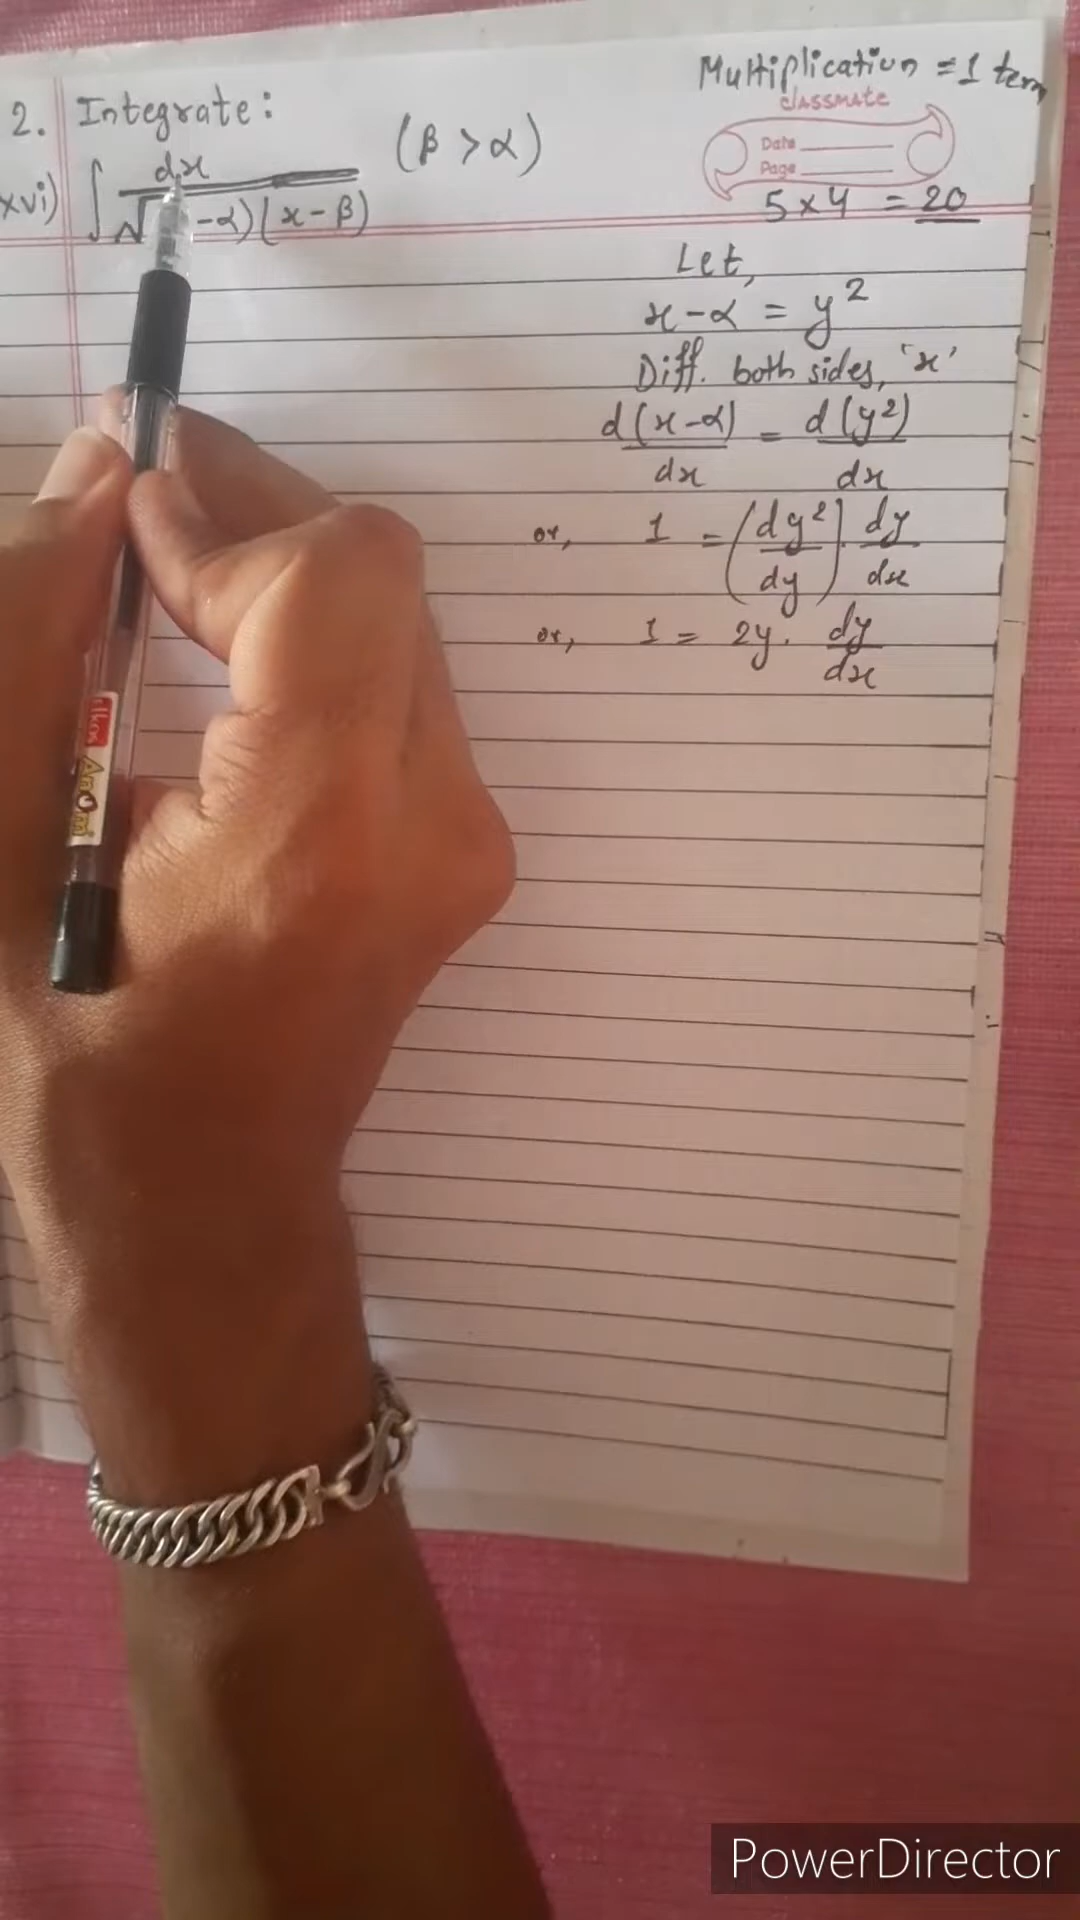 Multiplication = 1 term
classmate
Date
Page
5 x 4 = 20
2. Integrate:
xvi) ∫ dx / √( -α)(x-β) (β > α)
Let,
x-α = y²
Diff. both sides, 'x'
d(x-α)/dx = d(y²)/dx
or, 1 = (dy²/dy) . dy/dx
or, 1 = 2y. dy/dx
PowerDirector